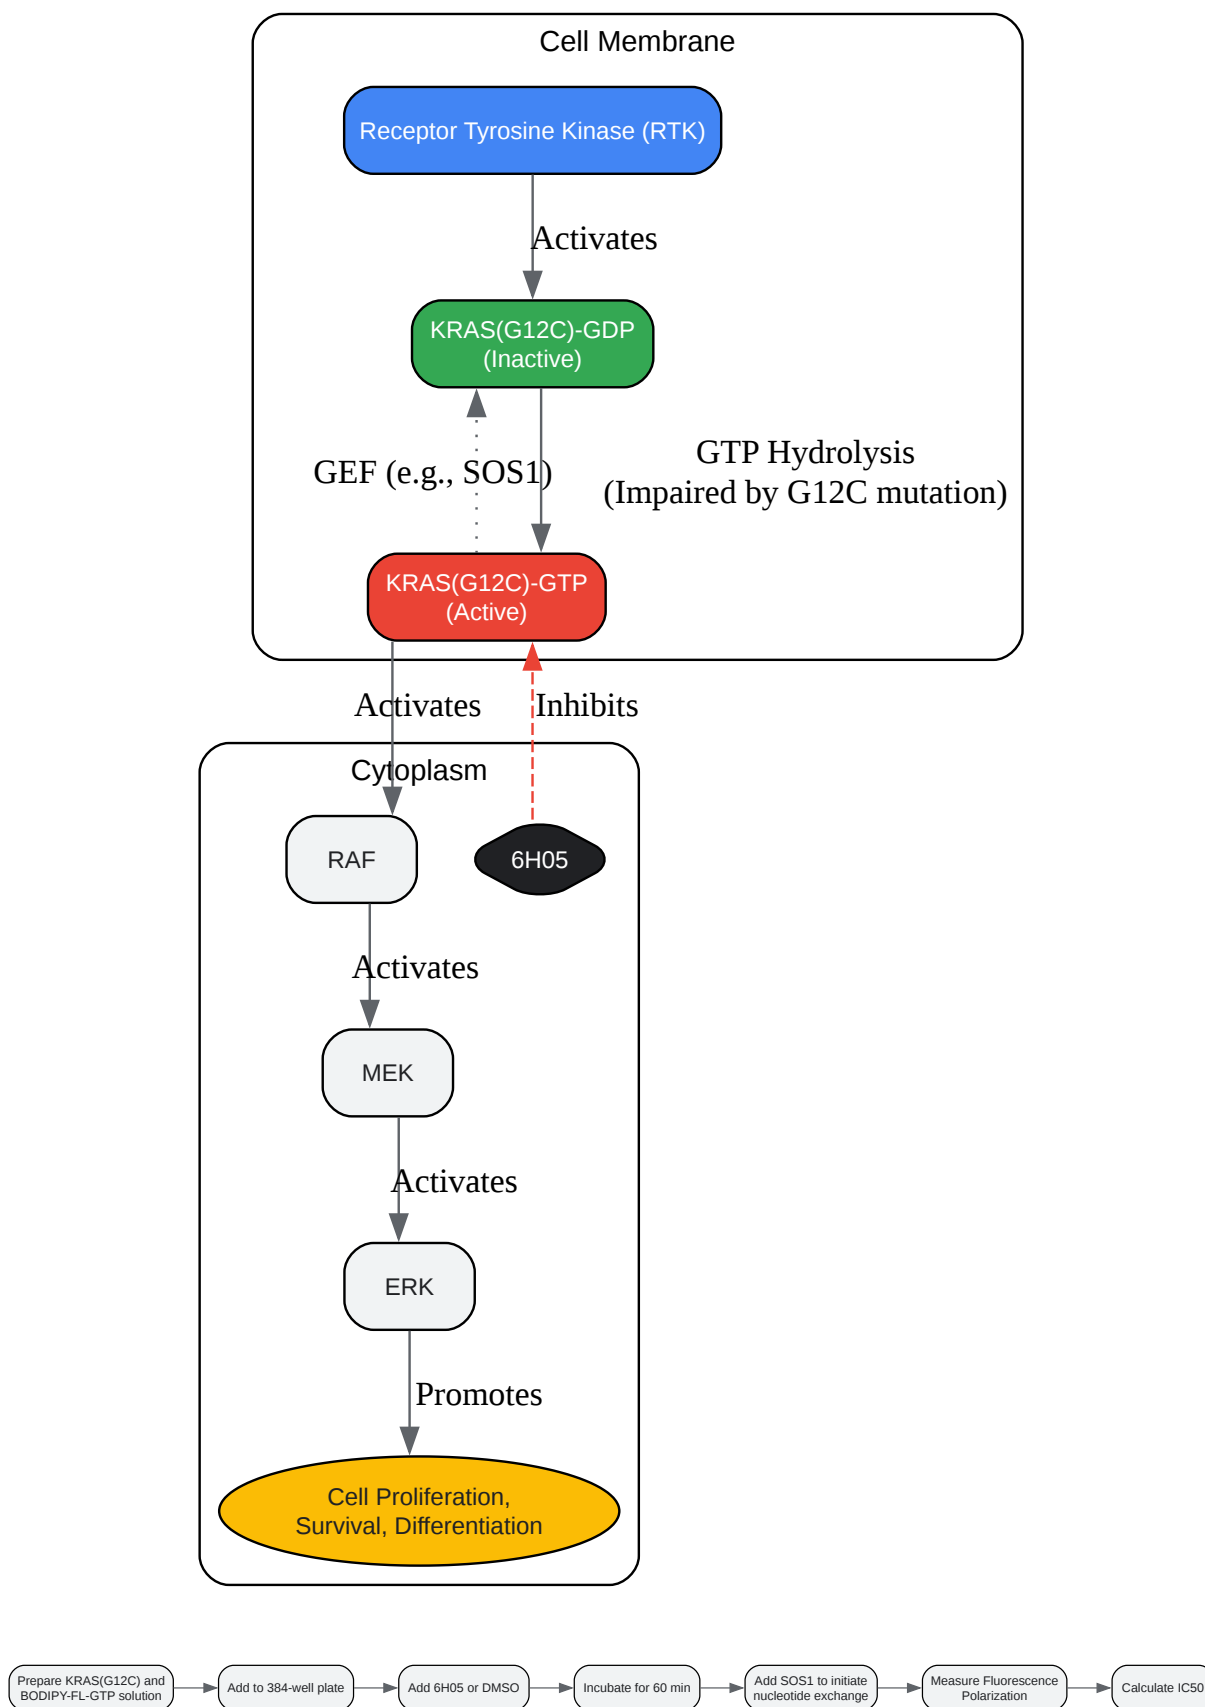 Cell Membrane
Receptor Tyrosine Kinase (RTK)
Activates
KRAS(G12C)-GDP
(Inactive)
GEF (e.g., SOS1)
GTP Hydrolysis
(Impaired by G12C mutation)
KRAS(G12C)-GTP
(Active)
Activates
Inhibits
Cytoplasm
RAF
6H05
Activates
MEK
Activates
ERK
Promotes
Cell Proliferation,
Survival, Differentiation
Prepare KRAS(G12C) and
BODIPY-FL-GTP solution
Add to 384-well plate
Add 6H05 or DMSO
Incubate for 60 min
Add SOS1 to initiate
nucleotide exchange
Measure Fluorescence
Polarization
Calculate IC50